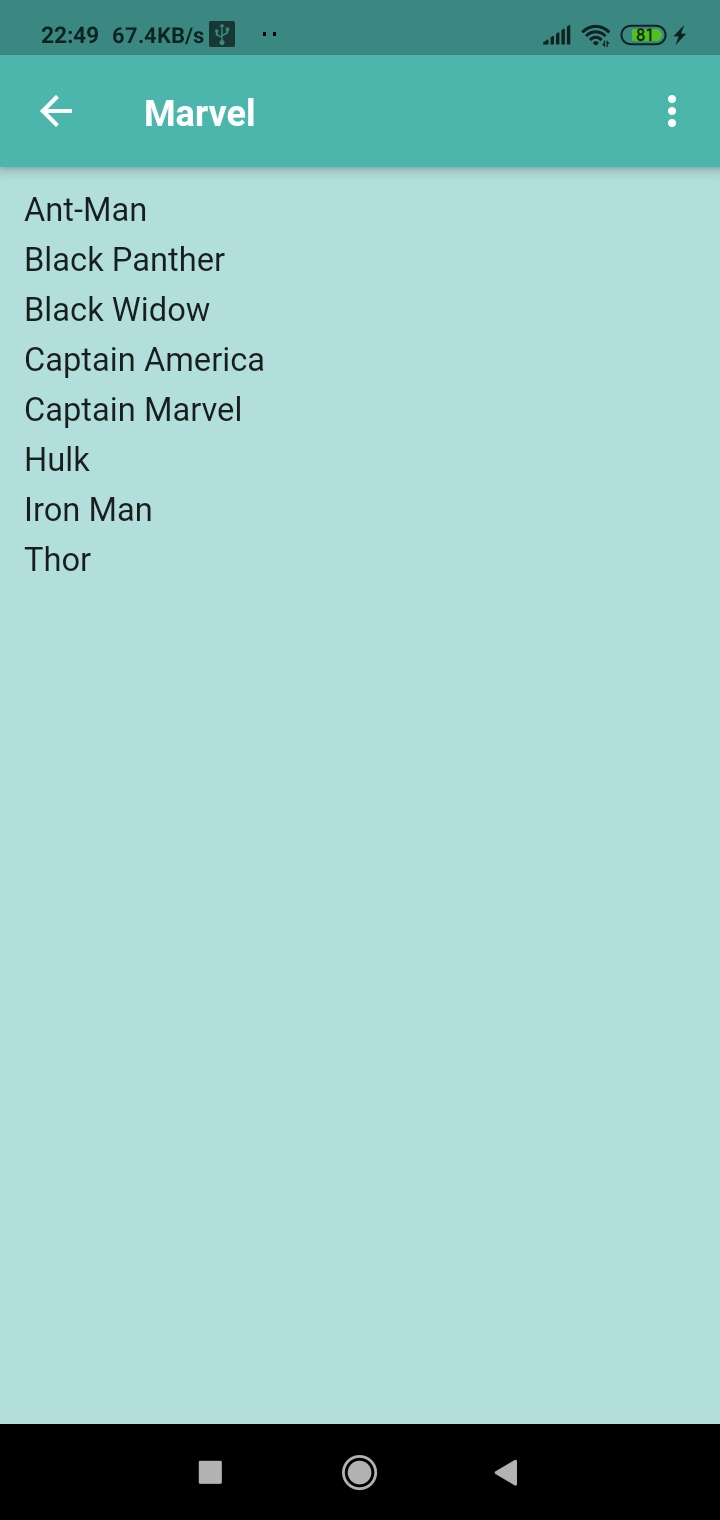 22:49 67.4KB/s 81
Marvel
Ant-Man
Black Panther
Black Widow
Captain America
Captain Marvel
Hulk
Iron Man
Thor